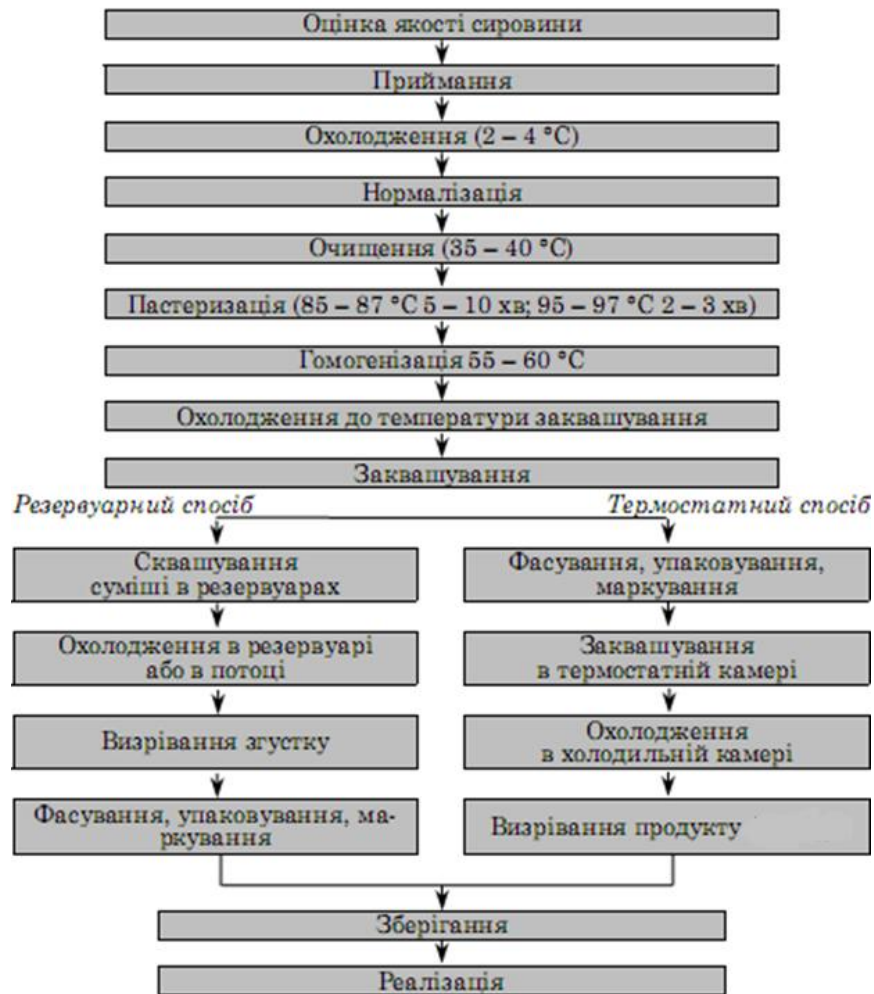 Оцінка якості сировини
Приймання
Охолодження (2 – 4 °С)
Нормалізація
Очищення (35 – 40 °С)
Пастеризація (85 – 87 °С 5 – 10 хв; 95 – 97 °С 2 – 3 хв)
Гомогенізація 55 – 60 °С
Охолодження до температури заквашування
Заквашування
Резервуарний спосіб
Сквашування
суміші в резервуарах
Охолодження в резервуарі
або в потоці
Визрівання згустку
Фасування, упаковування, ма-
ркування
Термостатний спосіб
Фасування, упаковування,
маркування
Заквашування
в термостатній камері
Охолодження
в холодильній камері
Визрівання продукту
Зберігання
Реалізація